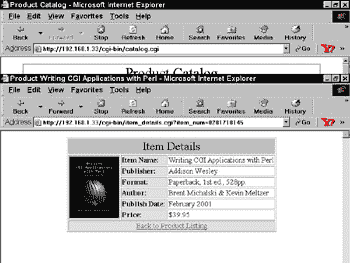 Product Catalog - Microsoft Internet Explorer
File Edit View Favorites Tools Help
Back Forward Stop Refresh Home Search Favorites Media History
Address http://192.168.1.33/cgi-bin/catalog.cgi Go
Product Catalog
Product Writing CGI Applications with Perl - Microsoft Internet Explorer
File Edit View Favorites Tools Help
Back Forward Stop Refresh Home Search Favorites Media History
Address http://192.168.1.33/cgi-bin/item_details.cgi?item_num=0201710145 Go
Item Details
Item Name: Writing CGI Applications with Perl
Publisher: Addison Wesley
Format: Paperback, 1st ed., 528pp.
Author: Brent Michalski & Kevin Meltzer
Publish Date: February 2001
Price: $39.95
Back to Product Listing